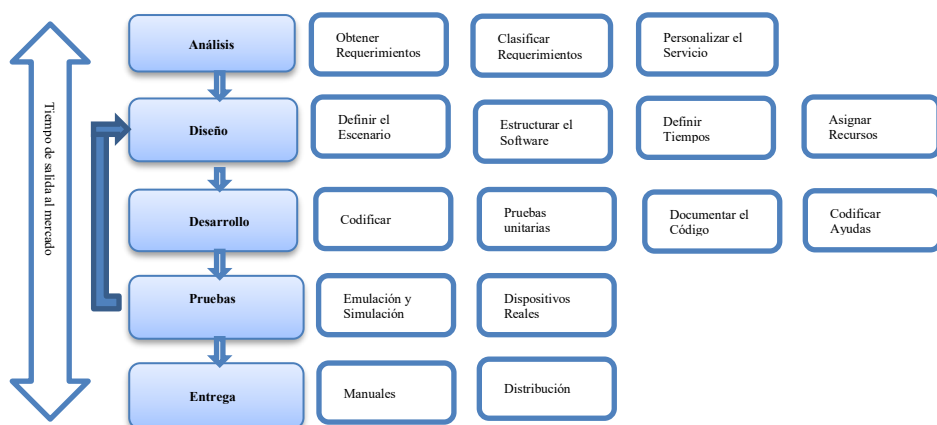 Tiempo de salida al mercado
Análisis
Obtener
Requerimientos
Clasificar
Requerimientos
Personalizar el
Servicio
Diseño
Definir el
Escenario
Estructurar el
Software
Definir
Tiempos
Asignar
Recursos
Desarrollo
Codificar
Pruebas
unitarias
Documentar el
Código
Codificar
Ayudas
Pruebas
Emulación y
Simulación
Dispositivos
Reales
Entrega
Manuales
Distribución